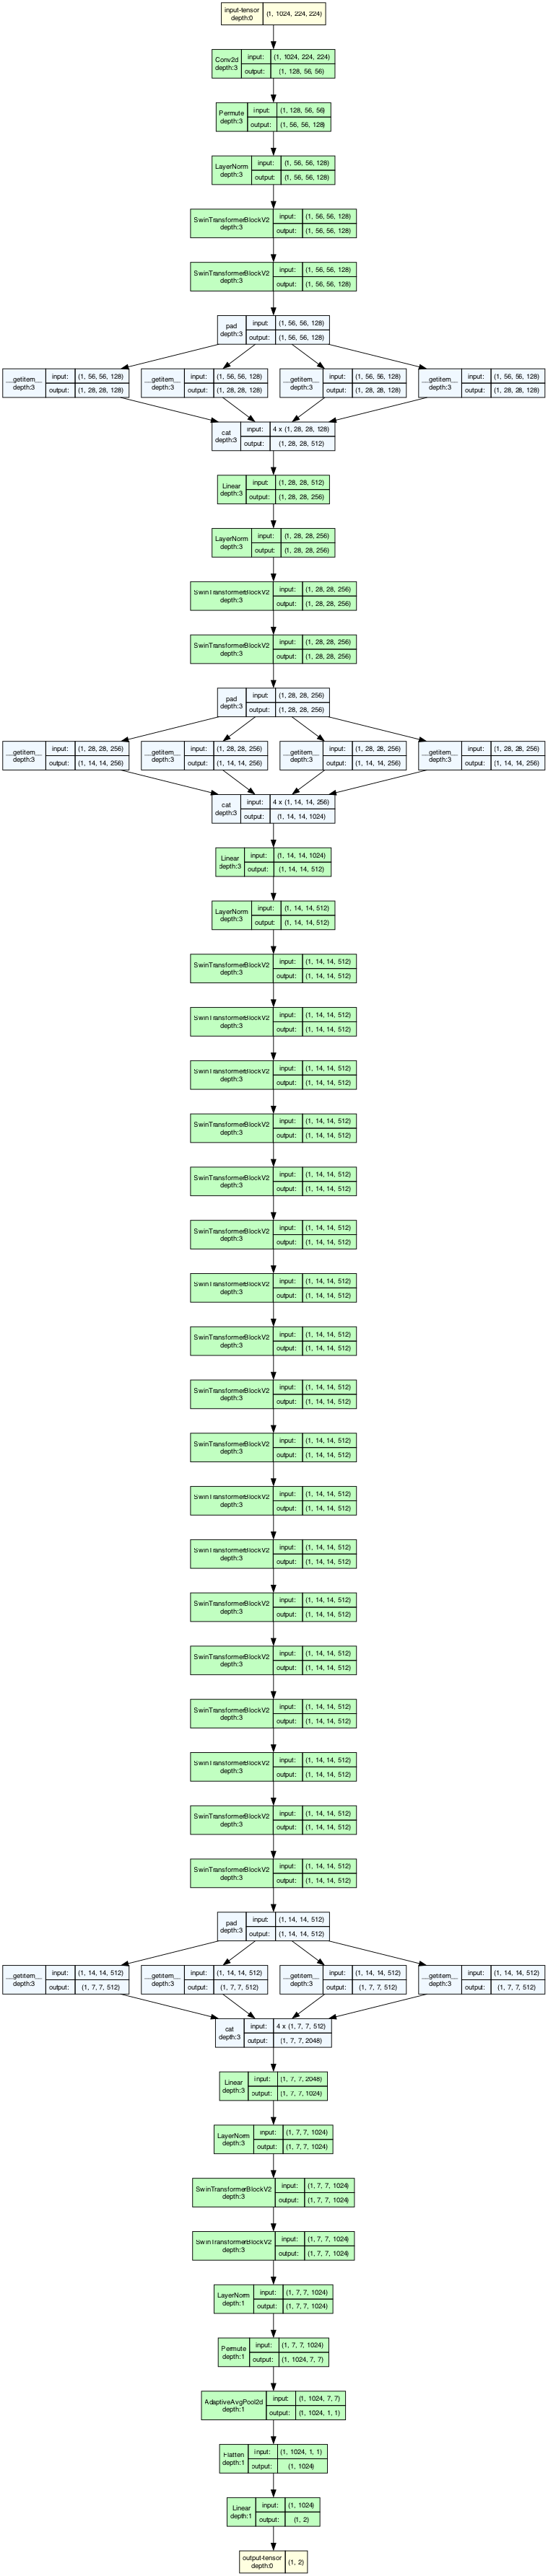 input-tensor (1, 1024, 224, 224)
depth:0
Conv2d input: (1, 1024, 224, 224)
depth:3 output: (1, 128, 56, 56)
Permute input: (1, 128, 56, 56)
depth:3 output: (1, 56, 56, 128)
LayerNorm input: (1, 56, 56, 128)
depth:3 output: (1, 56, 56, 128)
SwinTransformerBlockV2 input: (1, 56, 56, 128)
depth:3 output: (1, 56, 56, 128)
SwinTransformerBlockV2 input: (1, 56, 56, 128)
depth:3 output: (1, 56, 56, 128)
pad input: (1, 56, 56, 128)
depth:3 output: (1, 56, 56, 128)
__getitem__ input: (1, 56, 56, 128)
depth:3 output: (1, 28, 28, 128)
__getitem__ input: (1, 56, 56, 128)
depth:3 output: (1, 28, 28, 128)
__getitem__ input: (1, 56, 56, 128)
depth:3 output: (1, 28, 28, 128)
__getitem__ input: (1, 56, 56, 128)
depth:3 output: (1, 28, 28, 128)
cat input: 4 x (1, 28, 28, 128)
depth:3 output: (1, 28, 28, 512)
Linear input: (1, 28, 28, 512)
depth:3 output: (1, 28, 28, 256)
LayerNorm input: (1, 28, 28, 256)
depth:3 output: (1, 28, 28, 256)
SwinTransformerBlockV2 input: (1, 28, 28, 256)
depth:3 output: (1, 28, 28, 256)
SwinTransformerBlockV2 input: (1, 28, 28, 256)
depth:3 output: (1, 28, 28, 256)
pad input: (1, 28, 28, 256)
depth:3 output: (1, 28, 28, 256)
__getitem__ input: (1, 28, 28, 256)
depth:3 output: (1, 14, 14, 256)
__getitem__ input: (1, 28, 28, 256)
depth:3 output: (1, 14, 14, 256)
__getitem__ input: (1, 28, 28, 256)
depth:3 output: (1, 14, 14, 256)
__getitem__ input: (1, 28, 28, 256)
depth:3 output: (1, 14, 14, 256)
cat input: 4 x (1, 14, 14, 256)
depth:3 output: (1, 14, 14, 1024)
Linear input: (1, 14, 14, 1024)
depth:3 output: (1, 14, 14, 512)
LayerNorm input: (1, 14, 14, 512)
depth:3 output: (1, 14, 14, 512)
SwinTransformerBlockV2 input: (1, 14, 14, 512)
depth:3 output: (1, 14, 14, 512)
SwinTransformerBlockV2 input: (1, 14, 14, 512)
depth:3 output: (1, 14, 14, 512)
SwinTransformerBlockV2 input: (1, 14, 14, 512)
depth:3 output: (1, 14, 14, 512)
SwinTransformerBlockV2 input: (1, 14, 14, 512)
depth:3 output: (1, 14, 14, 512)
SwinTransformerBlockV2 input: (1, 14, 14, 512)
depth:3 output: (1, 14, 14, 512)
SwinTransformerBlockV2 input: (1, 14, 14, 512)
depth:3 output: (1, 14, 14, 512)
SwinTransformerBlockV2 input: (1, 14, 14, 512)
depth:3 output: (1, 14, 14, 512)
SwinTransformerBlockV2 input: (1, 14, 14, 512)
depth:3 output: (1, 14, 14, 512)
SwinTransformerBlockV2 input: (1, 14, 14, 512)
depth:3 output: (1, 14, 14, 512)
SwinTransformerBlockV2 input: (1, 14, 14, 512)
depth:3 output: (1, 14, 14, 512)
SwinTransformerBlockV2 input: (1, 14, 14, 512)
depth:3 output: (1, 14, 14, 512)
SwinTransformerBlockV2 input: (1, 14, 14, 512)
depth:3 output: (1, 14, 14, 512)
SwinTransformerBlockV2 input: (1, 14, 14, 512)
depth:3 output: (1, 14, 14, 512)
SwinTransformerBlockV2 input: (1, 14, 14, 512)
depth:3 output: (1, 14, 14, 512)
SwinTransformerBlockV2 input: (1, 14, 14, 512)
depth:3 output: (1, 14, 14, 512)
SwinTransformerBlockV2 input: (1, 14, 14, 512)
depth:3 output: (1, 14, 14, 512)
SwinTransformerBlockV2 input: (1, 14, 14, 512)
depth:3 output: (1, 14, 14, 512)
SwinTransformerBlockV2 input: (1, 14, 14, 512)
depth:3 output: (1, 14, 14, 512)
pad input: (1, 14, 14, 512)
depth:3 output: (1, 14, 14, 512)
__getitem__ input: (1, 14, 14, 512)
depth:3 output: (1, 7, 7, 512)
__getitem__ input: (1, 14, 14, 512)
depth:3 output: (1, 7, 7, 512)
__getitem__ input: (1, 14, 14, 512)
depth:3 output: (1, 7, 7, 512)
__getitem__ input: (1, 14, 14, 512)
depth:3 output: (1, 7, 7, 512)
cat input: 4 x (1, 7, 7, 512)
depth:3 output: (1, 7, 7, 2048)
Linear input: (1, 7, 7, 2048)
depth:3 output: (1, 7, 7, 1024)
LayerNorm input: (1, 7, 7, 1024)
depth:3 output: (1, 7, 7, 1024)
SwinTransformerBlockV2 input: (1, 7, 7, 1024)
depth:3 output: (1, 7, 7, 1024)
SwinTransformerBlockV2 input: (1, 7, 7, 1024)
depth:3 output: (1, 7, 7, 1024)
LayerNorm input: (1, 7, 7, 1024)
depth:1 output: (1, 7, 7, 1024)
Permute input: (1, 7, 7, 1024)
depth:1 output: (1, 1024, 7, 7)
AdaptiveAvgPool2d input: (1, 1024, 7, 7)
depth:1 output: (1, 1024, 1, 1)
Flatten input: (1, 1024, 1, 1)
depth:1 output: (1, 1024)
Linear input: (1, 1024)
depth:1 output: (1, 2)
output-tensor (1, 2)
depth:0